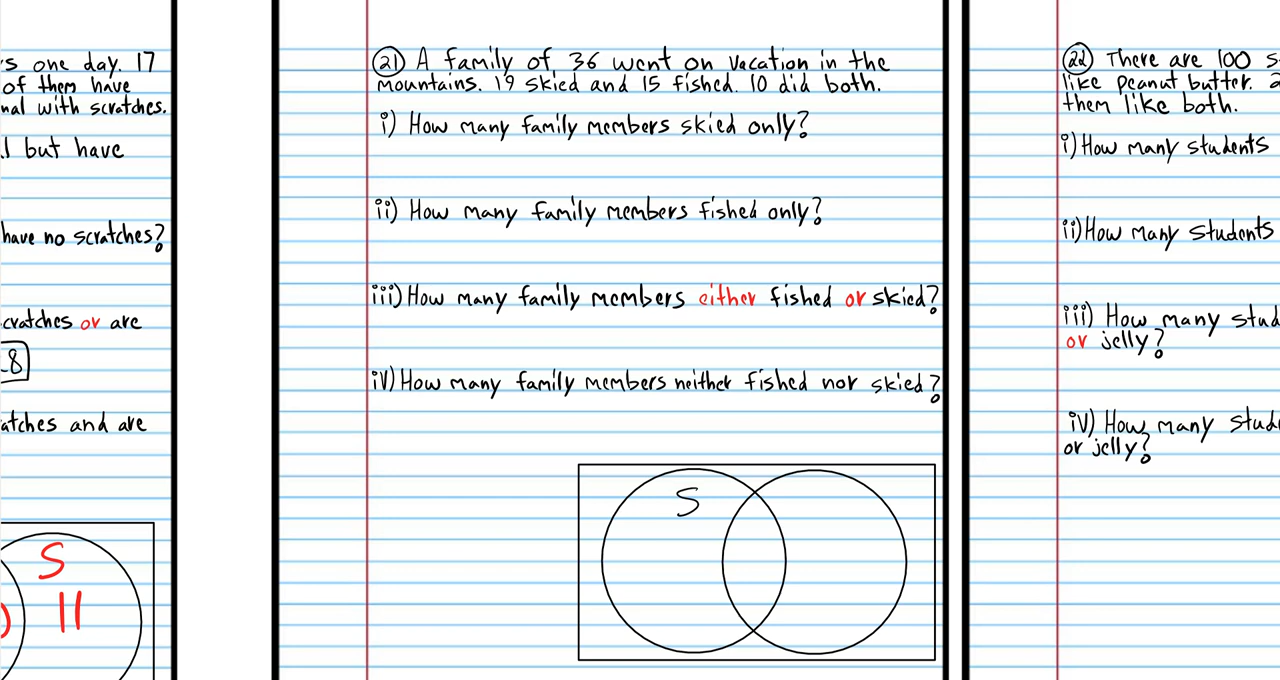 s one day. 17
of them have
nal with scratches.
l but have
have no scratches?
cratches or are
8
atches and are
S
11
21 A family of 36 went on vacation in the
mountains. 19 skied and 15 fished. 10 did both.
i) How many family members skied only?
ii) How many family members fished only?
iii) How many family members either fished or skied?
iv) How many family members neither fished nor skied?
S
22 There are 100 s
like peanut butter. 2
them like both.
i) How many students
ii) How many students
iii) How many stud
or jelly?
iv) How many stude
or jelly?